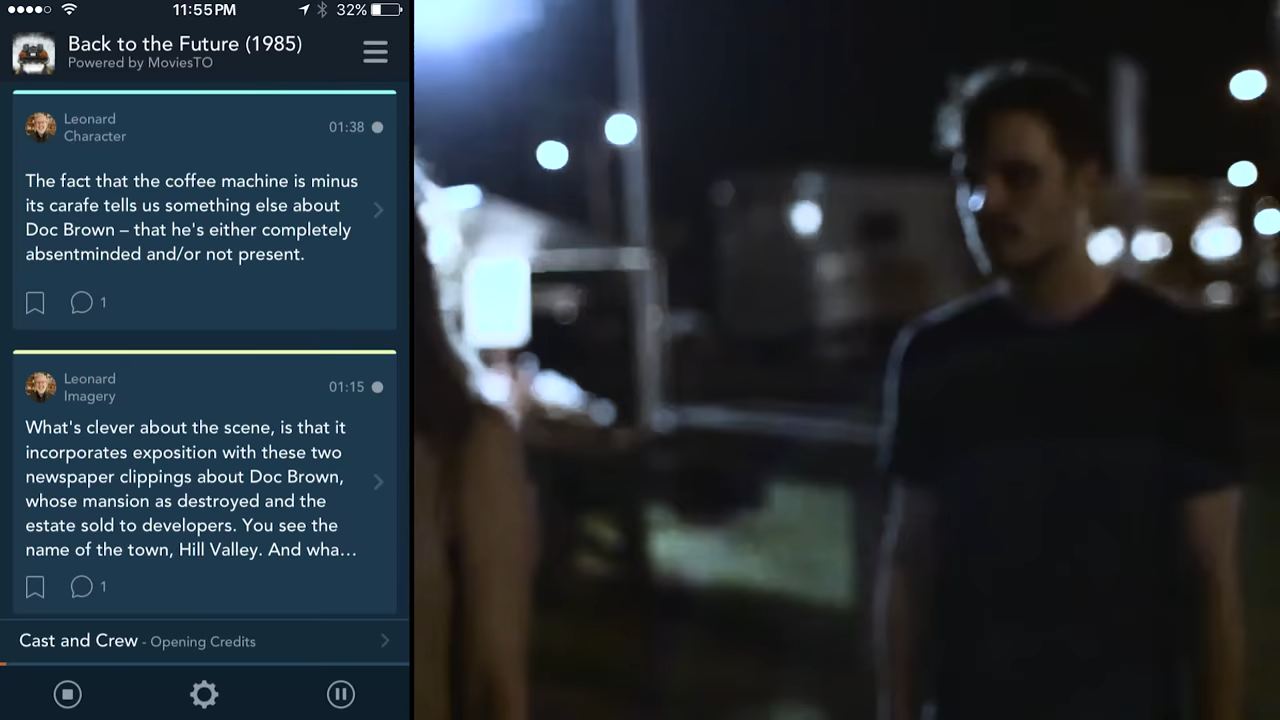 11:55 PM
32%
Back to the Future (1985)
Powered by MoviesTO
Leonard
Character
01:38
The fact that the coffee machine is minus
its carafe tells us something else about
Doc Brown – that he's either completely
absentminded and/or not present.
1
Leonard
Imagery
01:15
What's clever about the scene, is that it
incorporates exposition with these two
newspaper clippings about Doc Brown,
whose mansion as destroyed and the
estate sold to developers. You see the
name of the town, Hill Valley. And wha...
1
Cast and Crew - Opening Credits